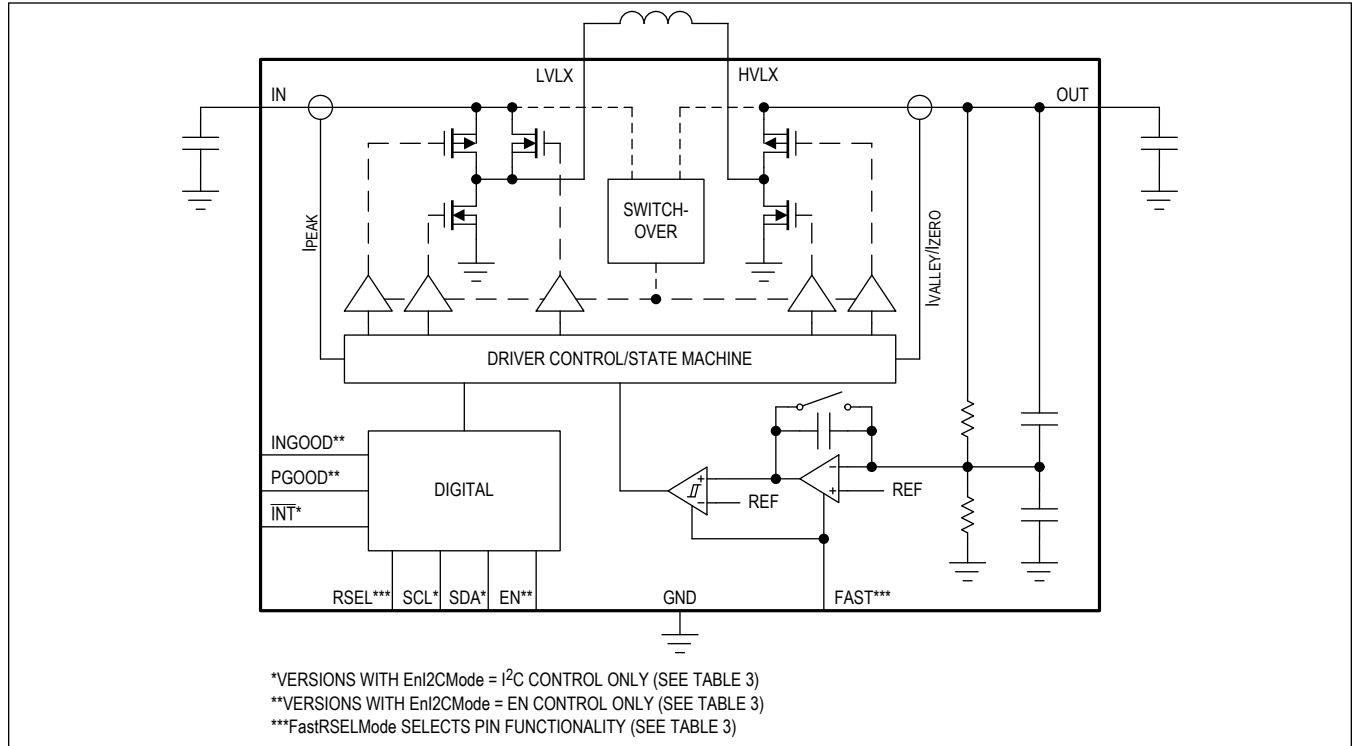 LVLX
HVLX
IN
OUT
SWITCH-
OVER
IPEAK
IVALLEY/IZERO
DRIVER CONTROL/STATE MACHINE
INGOOD**
PGOOD**
INT*
DIGITAL
+
-
REF
-
+
REF
RSEL***
SCL*
SDA*
EN**
GND
FAST***
*VERSIONS WITH EnI2CMode = I2C CONTROL ONLY (SEE TABLE 3)
**VERSIONS WITH EnI2CMode = EN CONTROL ONLY (SEE TABLE 3)
***FastRSELMode SELECTS PIN FUNCTIONALITY (SEE TABLE 3)